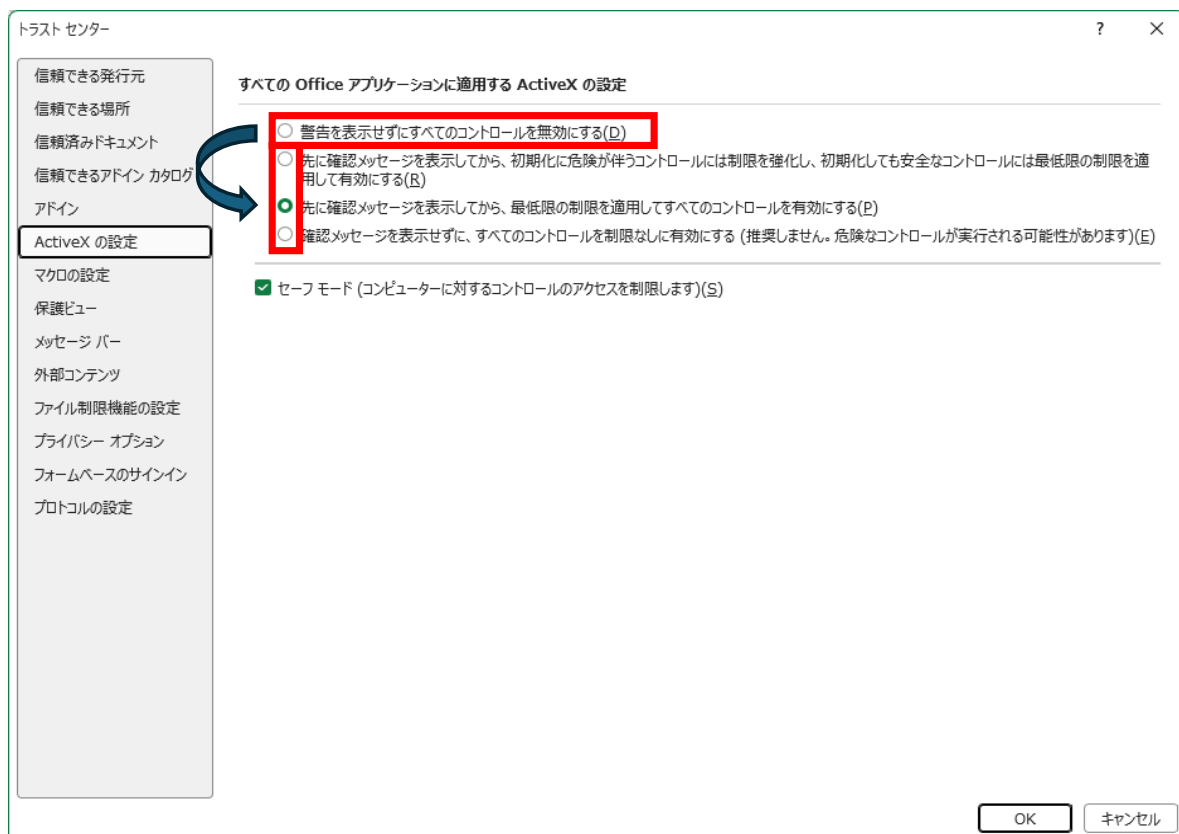 トラスト センター
?
信頼できる発行元
信頼できる場所
信頼済みドキュメント
信頼できるアドイン カタログ
アドイン
ActiveX の設定
マクロの設定
保護ビュー
メッセージ バー
外部コンテンツ
ファイル制限機能の設定
プライバシー オプション
フォームベースのサインイン
プロトコルの設定
すべての Office アプリケーションに適用する ActiveX の設定
警告を表示せずにすべてのコントロールを無効にする(D)
先に確認メッセージを表示してから、初期化に危険が伴うコントロールには制限を強化し、初期化しても安全なコントロールには最低限の制限を適
用して有効にする(R)
先に確認メッセージを表示してから、最低限の制限を適用してすべてのコントロールを有効にする(P)
確認メッセージを表示せずに、すべてのコントロールを制限なしに有効にする (推奨しません。危険なコントロールが実行される可能性があります)(E)
セーフ モード (コンピューターに対するコントロールのアクセスを制限します)(S)
OK
キャンセル